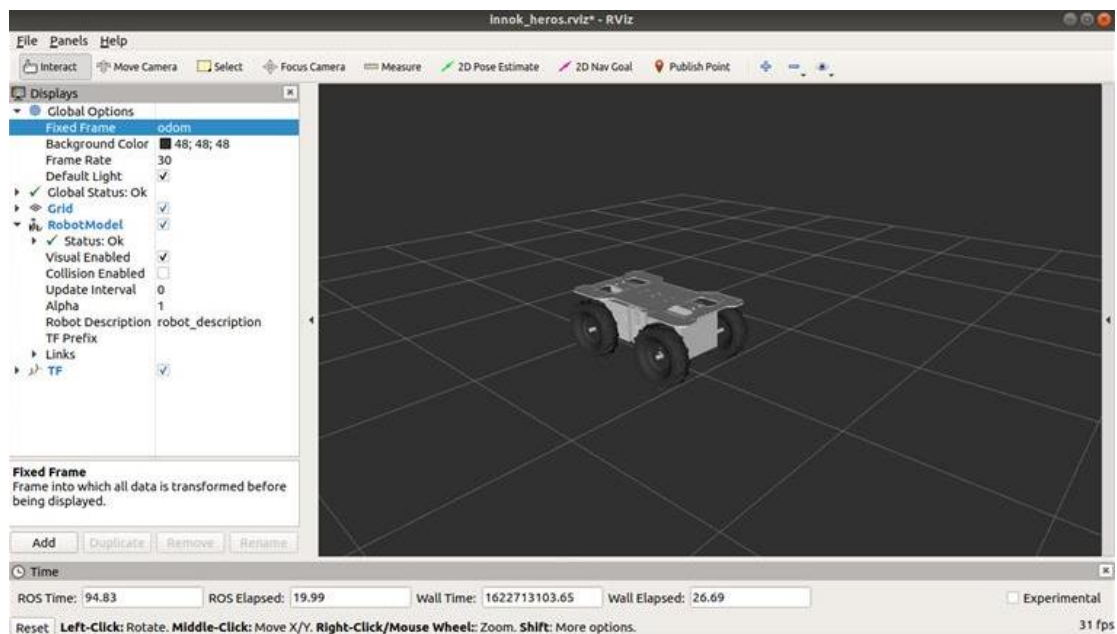 innok_heros.rviz* - RViz
File Panels Help
Interact Move Camera Select Focus Camera Measure 2D Pose Estimate 2D Nav Goal Publish Point
Displays
Global Options
Fixed Frame odom
Background Color 48; 48; 48
Frame Rate 30
Default Light
Global Status: Ok
Grid
RobotModel
Status: Ok
Visual Enabled
Collision Enabled
Update Interval 0
Alpha 1
Robot Description robot_description
TF Prefix
Links
TF
Fixed Frame
Frame into which all data is transformed before
being displayed.
Add Duplicate Remove Rename
Time
ROS Time: 94.83 ROS Elapsed: 19.99 Wall Time: 1622713103.65 Wall Elapsed: 26.69 Experimental
Reset Left-Click: Rotate. Middle-Click: Move X/Y. Right-Click/Mouse Wheel:: Zoom. Shift: More options. 31 fps